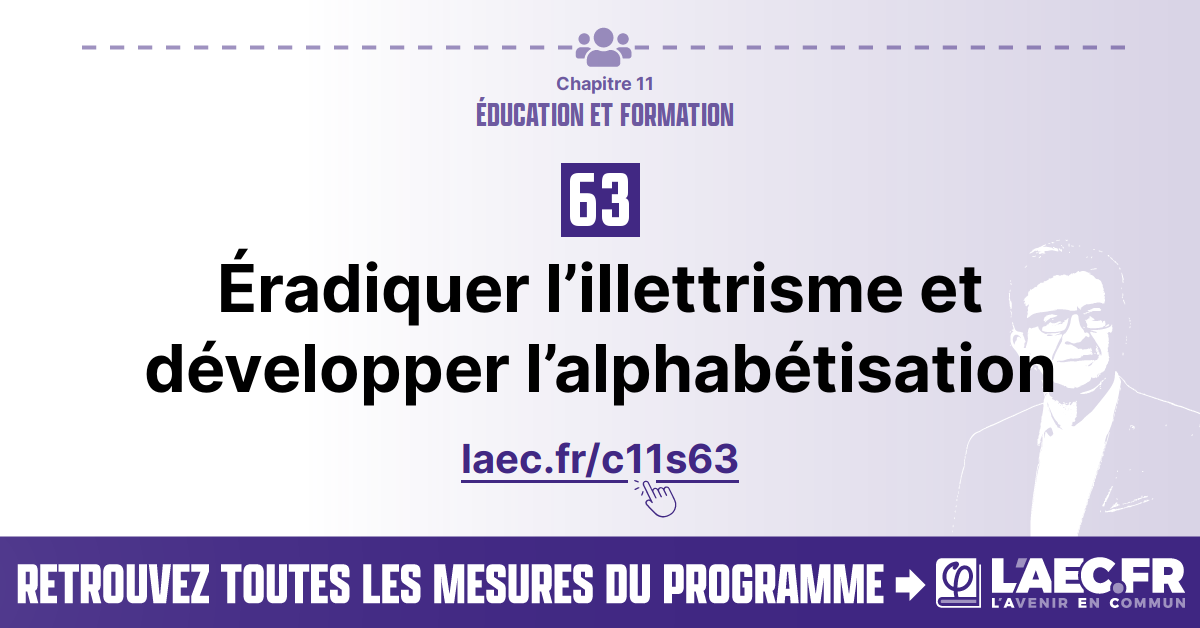 Chapitre 11
ÉDUCATION ET FORMATION
63
Éradiquer l’illettrisme et
développer l’alphabétisation
laec.fr/c11s63
RETROUVEZ TOUTES LES MESURES DU PROGRAMME
L'AEC.FR
L'AVENIR EN COMMUN